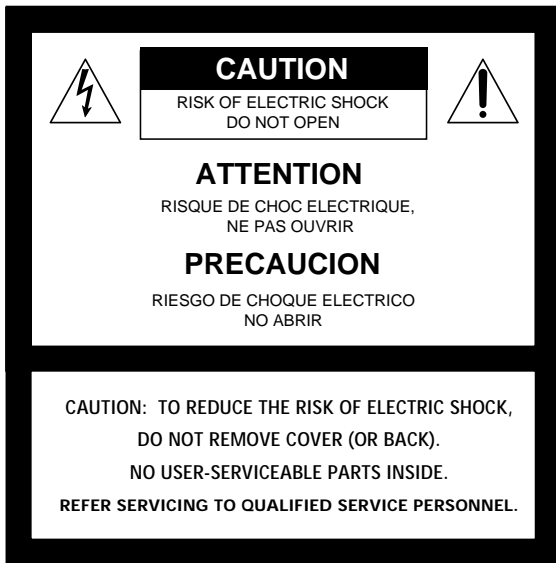 CAUTION
RISK OF ELECTRIC SHOCK
DO NOT OPEN
ATTENTION
RISQUE DE CHOC ELECTRIQUE,
NE PAS OUVRIR
PRECAUCION
RIESGO DE CHOQUE ELECTRICO
NO ABRIR
CAUTION: TO REDUCE THE RISK OF ELECTRIC SHOCK,
DO NOT REMOVE COVER (OR BACK).
NO USER-SERVICEABLE PARTS INSIDE.
REFER SERVICING TO QUALIFIED SERVICE PERSONNEL.